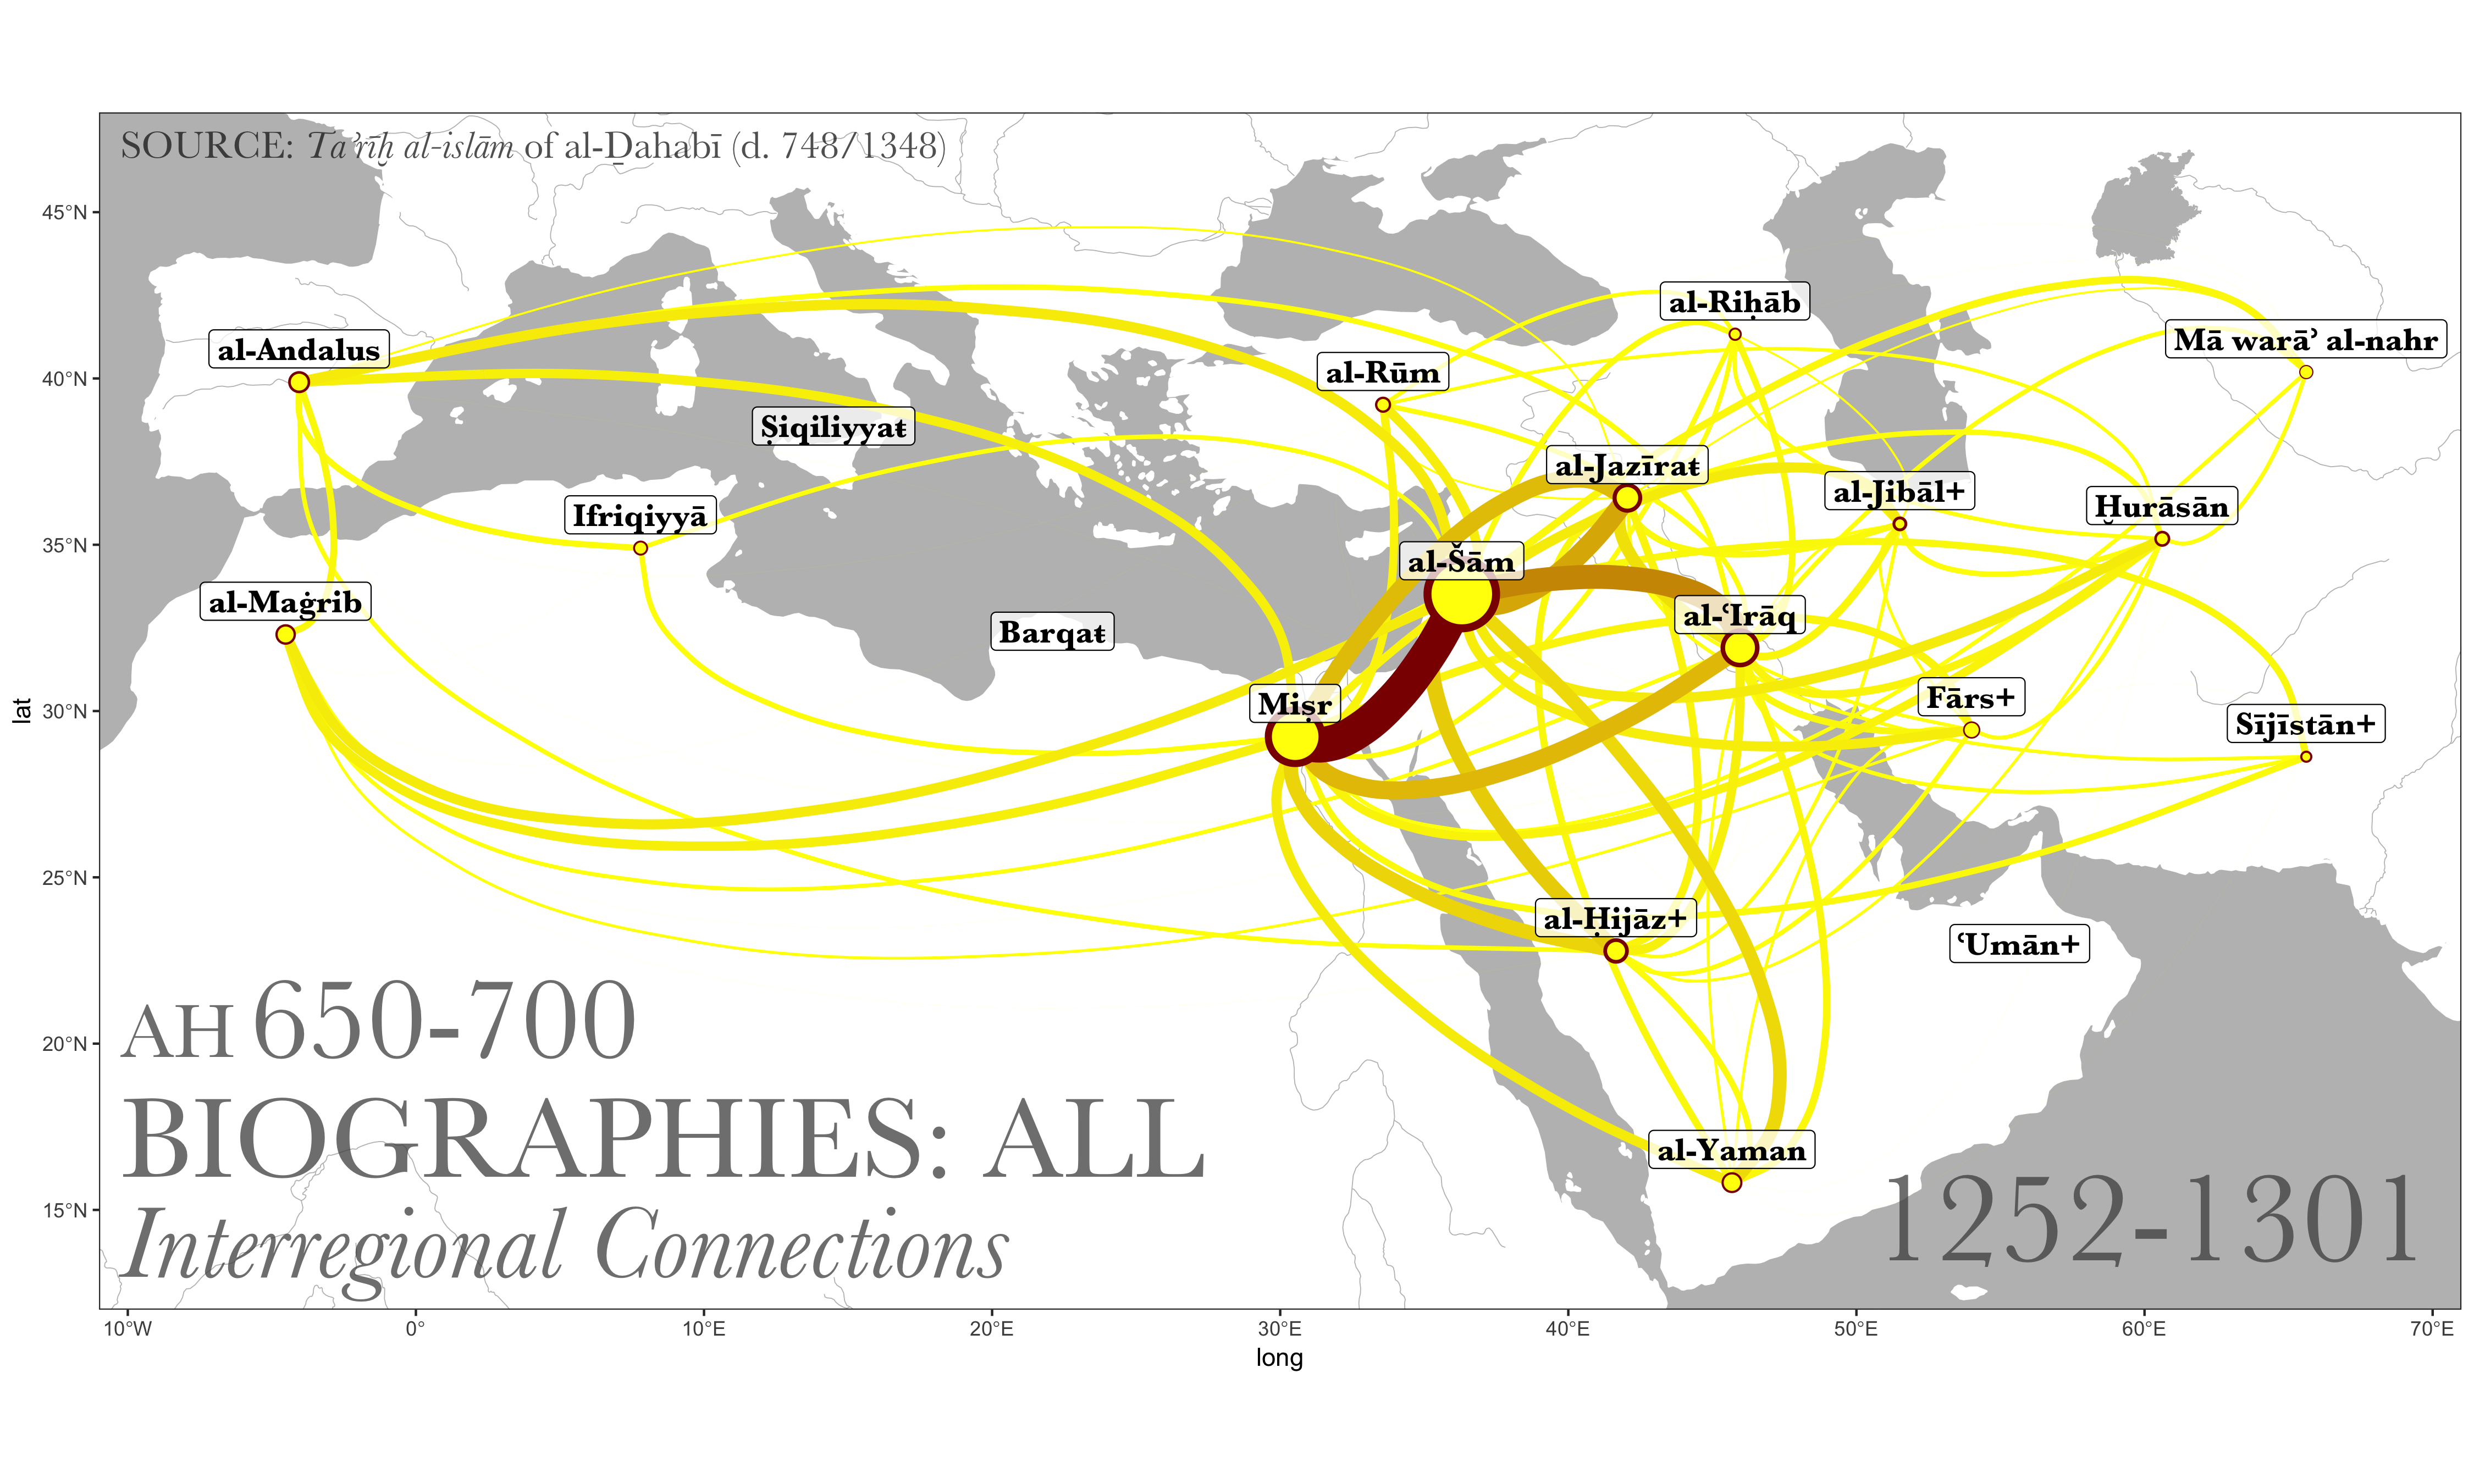 SOURCE: Taʾrīḫ al-islām of al-Ḏahabī (d. 748/1348)
45°N
al-Riḥāb
Mā warāʾ al-nahr
al-Andalus
40°N
al-Rūm
Ṣiqiliyyaŧ
al-Jazīraŧ
al-Jibāl+
Ḫurāsān
Ifriqiyyā
35°N
al-Šām
al-Maġrib
al-ʿIrāq
Barqaŧ
lat
30°N
Miṣr
Fārs+
Sījīstān+
25°N
al-Ḥijāz+
ʿUmān+
AH 650-700
20°N
BIOGRAPHIES: ALL
al-Yaman
15°N
Interregional Connections
1252-1301
10°W 0° 10°E 20°E 30°E 40°E 50°E 60°E 70°E
long